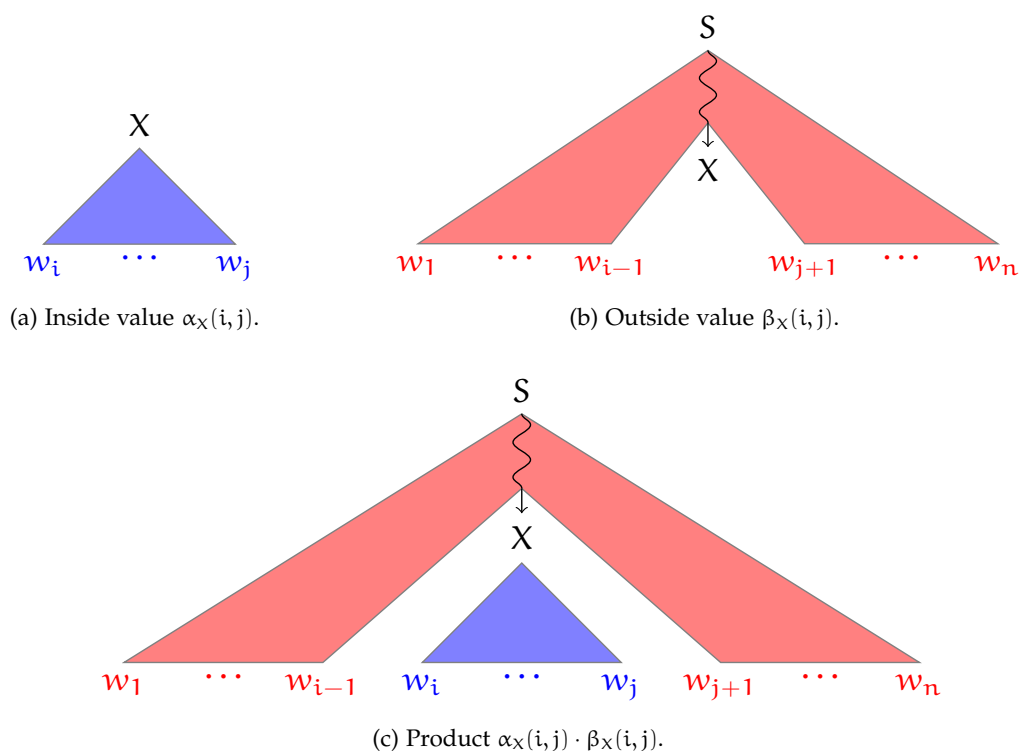 S
X
X
w_i ⋯ w_j
w_1 ⋯ w_{i−1} w_{j+1} ⋯ w_n
(a) Inside value α_X(i, j).
(b) Outside value β_X(i, j).
S
X
w_1 ⋯ w_{i−1} w_i ⋯ w_j w_{j+1} ⋯ w_n
(c) Product α_X(i, j) · β_X(i, j).